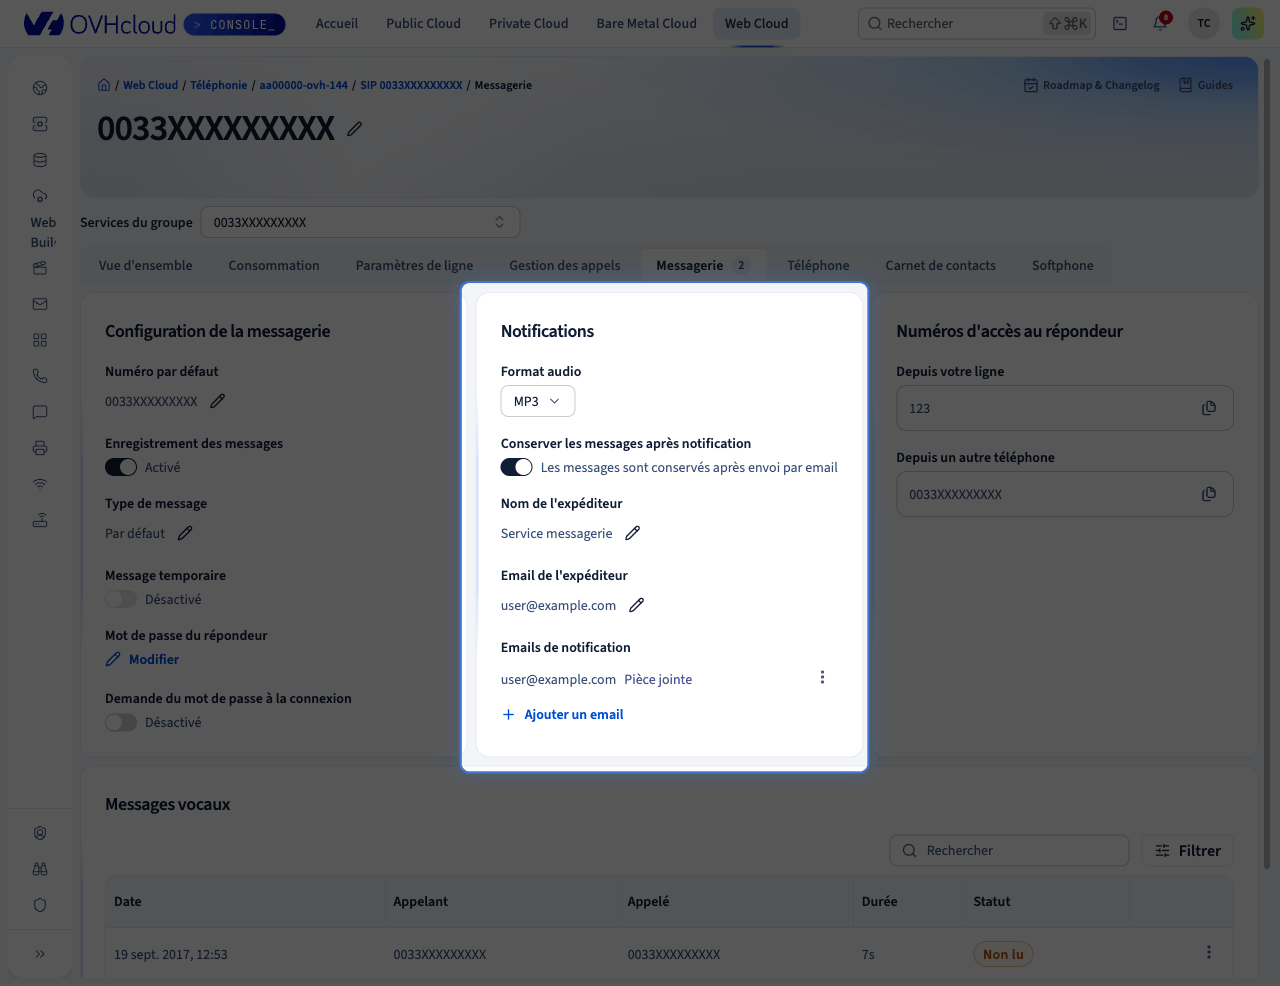 OVHcloud > CONSOLE_ Accueil Public Cloud Private Cloud Bare Metal Cloud Web Cloud Rechercher ⇧⌘K 8 TC
/ Web Cloud / Téléphonie / aa00000-ovh-144 / SIP 0033XXXXXXXXX / Messagerie
Roadmap & Changelog Guides
0033XXXXXXXXX
Web
Services du groupe 0033XXXXXXXXX
Vue d'ensemble Consommation Paramètres de ligne Gestion des appels Messagerie 2 Téléphone Carnet de contacts Softphone
Configuration de la messagerie
Numéro par défaut
0033XXXXXXXXX
Enregistrement des messages
Activé
Type de message
Par défaut
Message temporaire
Désactivé
Mot de passe du répondeur
Modifier
Demande du mot de passe à la connexion
Désactivé
Notifications
Format audio
MP3
Conserver les messages après notification
Les messages sont conservés après envoi par email
Nom de l'expéditeur
Service messagerie
Email de l'expéditeur
user@example.com
Emails de notification
user@example.com Pièce jointe
+ Ajouter un email
Numéros d'accès au répondeur
Depuis votre ligne
123
Depuis un autre téléphone
0033XXXXXXXXX
Messages vocaux
Rechercher Filtrer
Date Appelant Appelé Durée Statut
19 sept. 2017, 12:53 0033XXXXXXXXX 0033XXXXXXXXX 7s Non lu